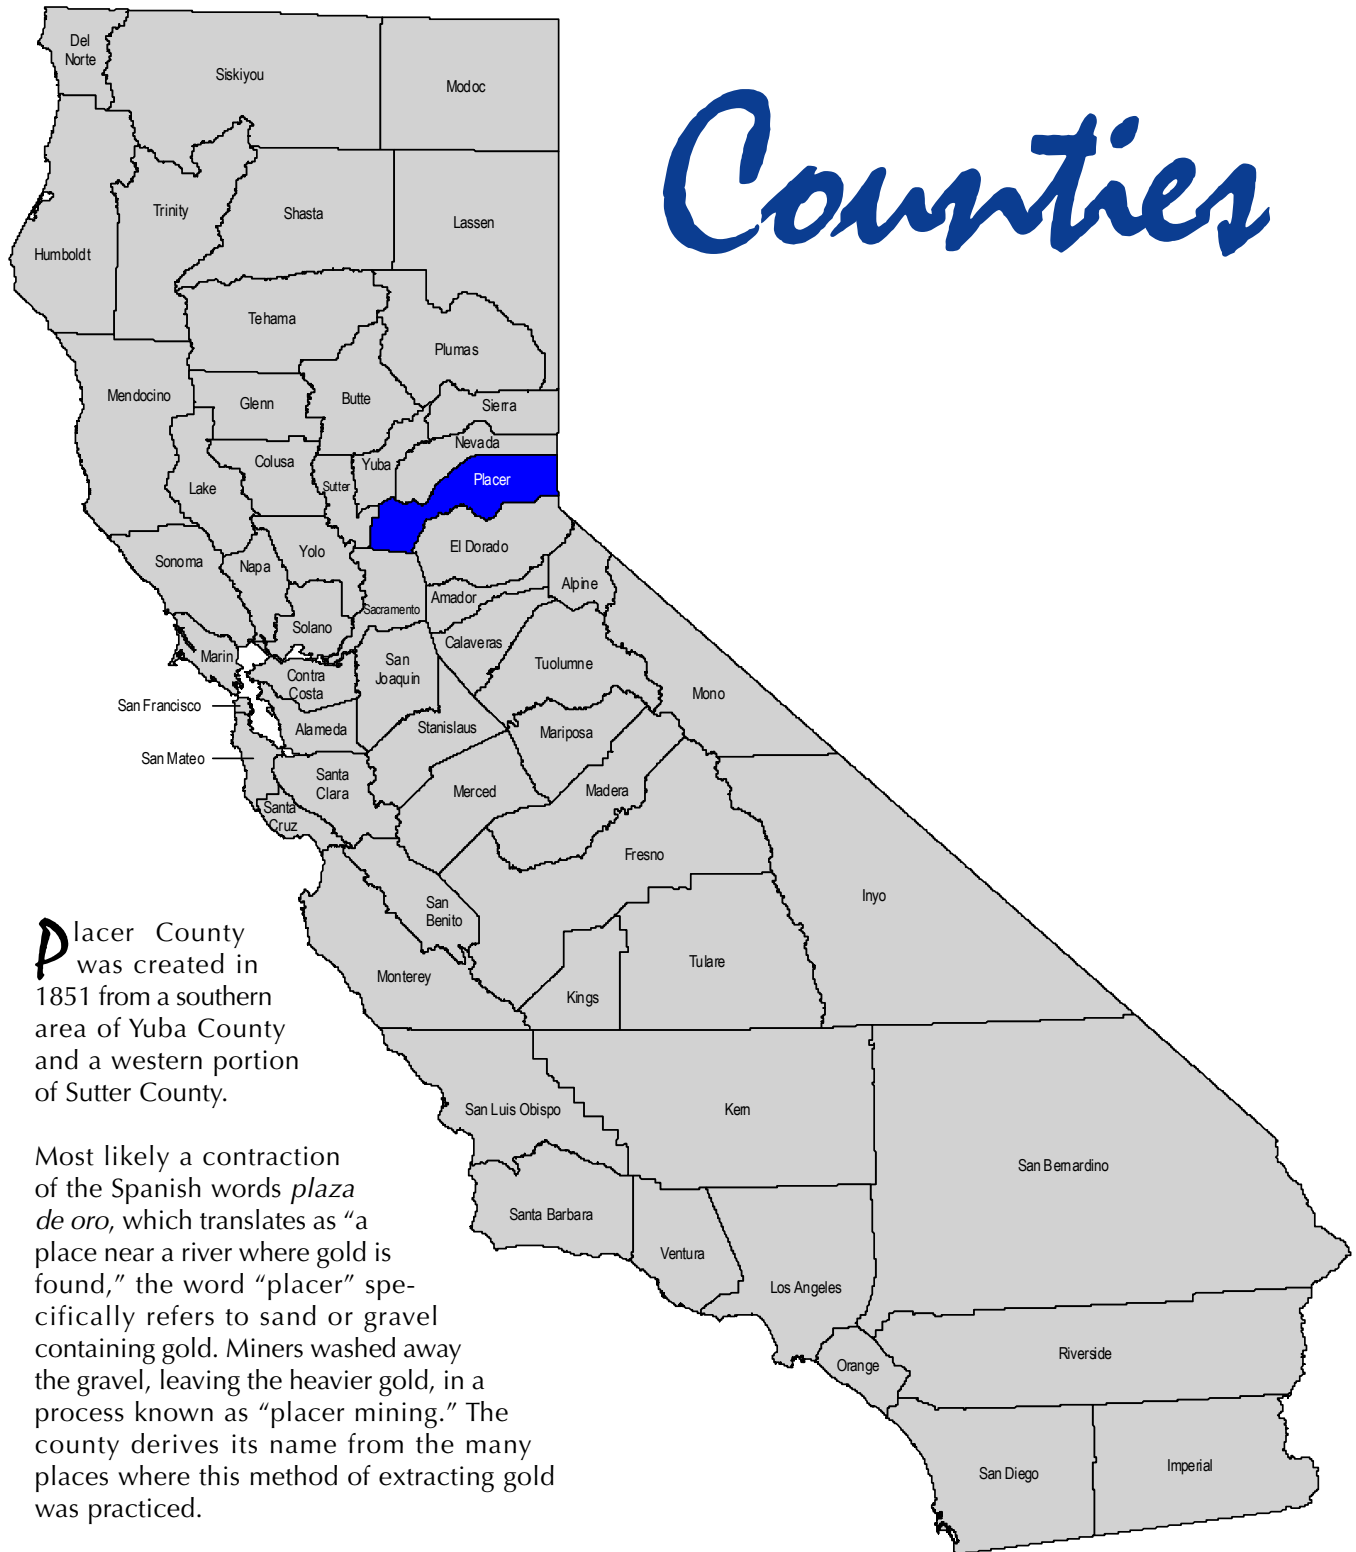 Counties
Del
Norte
Siskiyou
Modoc
Humboldt
Trinity
Shasta
Lassen
Tehama
Plumas
Mendocino
Glenn
Butte
Sierra
Nevada
Colusa
Yuba
Sutter
Placer
Lake
Sonoma
Napa
Yolo
El Dorado
Alpine
Amador
Sacramento
Solano
Calaveras
Marin
San
Joaquin
Tuolumne
Contra
Costa
Mono
San Francisco
Alameda
Stanislaus
Mariposa
San Mateo
Santa
Clara
Merced
Madera
Santa
Cruz
Fresno
Inyo
San
Benito
Monterey
Tulare
Kings
San Luis Obispo
Kern
San Bernardino
Santa Barbara
Ventura
Los Angeles
Orange
Riverside
San Diego
Imperial
Placer County
was created in
1851 from a southern
area of Yuba County
and a western portion
of Sutter County.
Most likely a contraction
of the Spanish words plaza
de oro, which translates as “a
place near a river where gold is
found,” the word “placer” spe-
cifically refers to sand or gravel
containing gold. Miners washed away
the gravel, leaving the heavier gold, in a
process known as “placer mining.” The
county derives its name from the many
places where this method of extracting gold
was practiced.